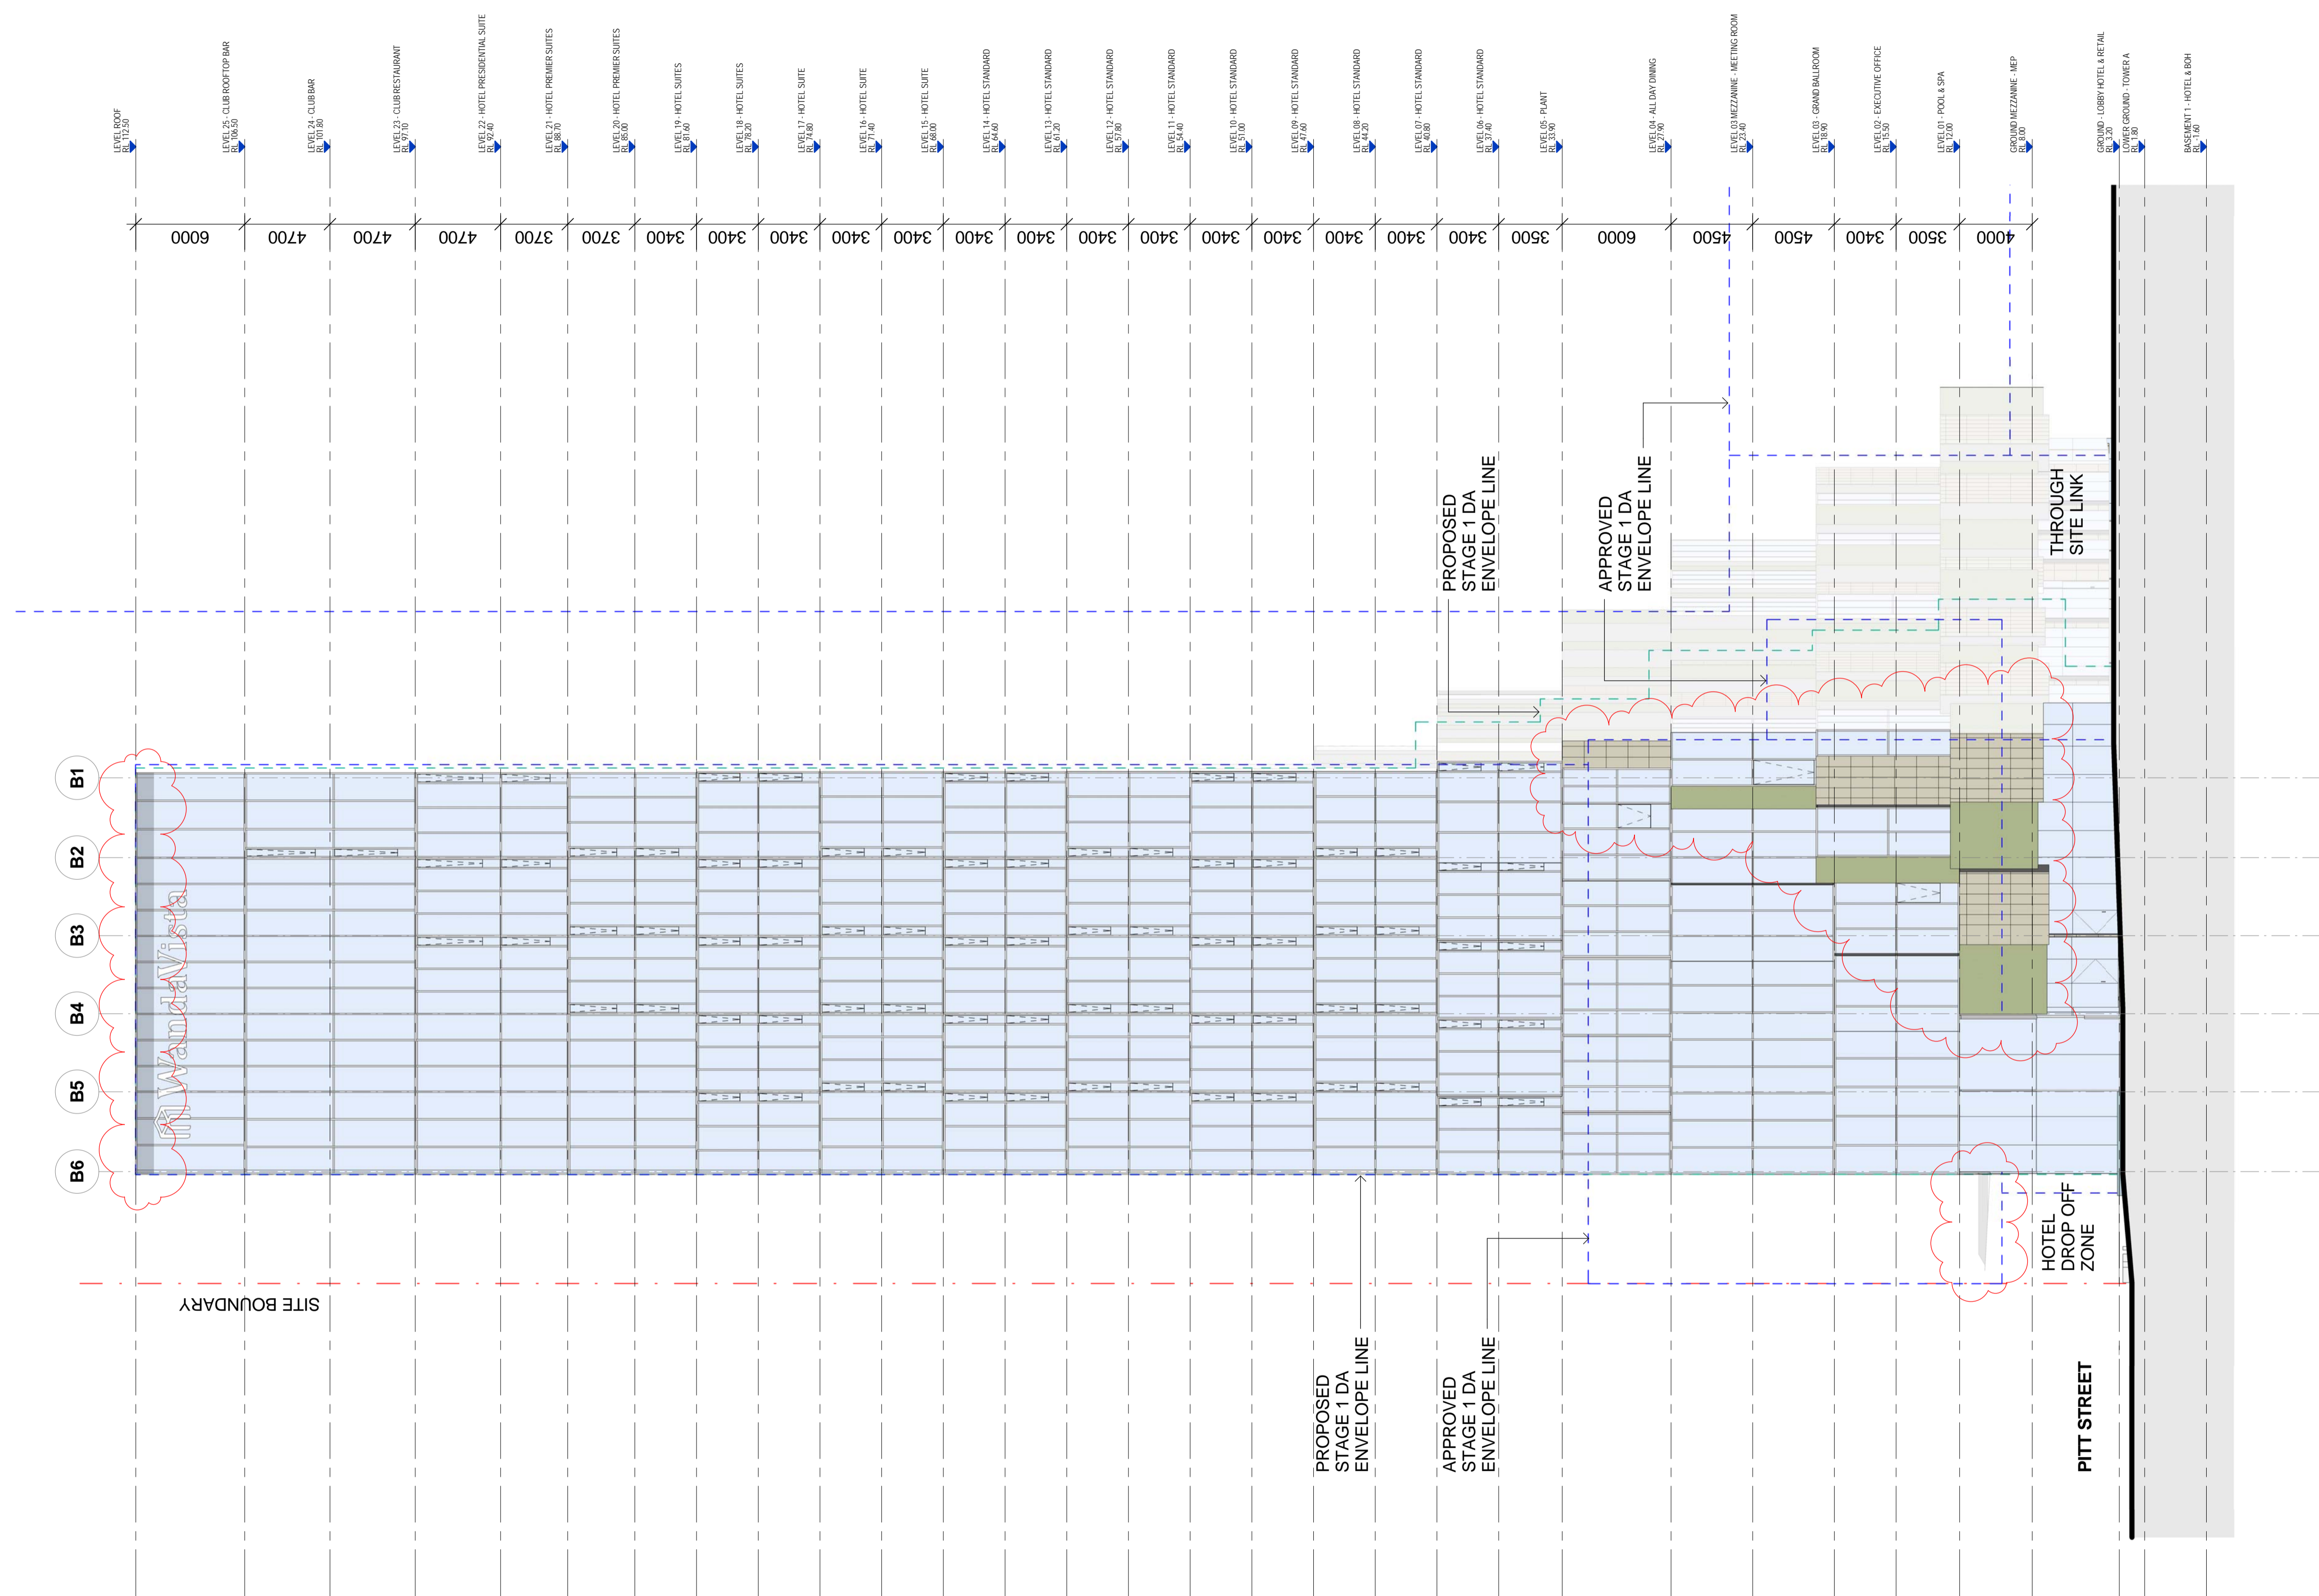 LEVEL ROOF
RL 112.50
LEVEL 25 - CLUB ROOFTOP BAR
RL 106.50
LEVEL 24 - CLUB BAR
RL 101.80
LEVEL 23 - CLUB RESTAURANT
RL 97.10
LEVEL 22 - HOTEL PRESIDENTIAL SUITE
RL 92.40
LEVEL 21 - HOTEL PREMIER SUITES
RL 88.70
LEVEL 20 - HOTEL PREMIER SUITES
RL 85.00
LEVEL 19 - HOTEL SUITES
RL 81.60
LEVEL 18 - HOTEL SUITES
RL 78.20
LEVEL 17 - HOTEL SUITE
RL 74.80
LEVEL 16 - HOTEL SUITE
RL 71.40
LEVEL 15 - HOTEL SUITE
RL 68.00
LEVEL 14 - HOTEL STANDARD
RL 64.60
LEVEL 13 - HOTEL STANDARD
RL 61.20
LEVEL 12 - HOTEL STANDARD
RL 57.80
LEVEL 11 - HOTEL STANDARD
RL 54.40
LEVEL 10 - HOTEL STANDARD
RL 51.00
LEVEL 09 - HOTEL STANDARD
RL 47.60
LEVEL 08 - HOTEL STANDARD
RL 44.20
LEVEL 07 - HOTEL STANDARD
RL 40.80
LEVEL 06 - HOTEL STANDARD
RL 37.40
LEVEL 05 - PLANT
RL 33.90
LEVEL 04 - ALL DAY DINING
RL 27.90
LEVEL 03 MEZZANINE - MEETING ROOM
RL 23.40
LEVEL 03 - GRAND BALLROOM
RL 18.90
LEVEL 02 - EXECUTIVE OFFICE
RL 15.50
LEVEL 01 - POOL & SPA
RL 12.00
GROUND MEZZANINE - MEP
RL 8.00
GROUND - LOBBY HOTEL & RETAIL
RL 3.20
LOWER GROUND - TOWER A
RL 1.80
BASEMENT 1 - HOTEL & BOH
RL -1.60
6000
4700
4700
4700
3700
3700
3400
3400
3400
3400
3400
3400
3400
3400
3400
3400
3400
3400
3400
3400
3500
6000
4500
4500
3400
3500
4000
PROPOSED
STAGE 1 DA
ENVELOPE LINE
APPROVED
STAGE 1 DA
ENVELOPE LINE
THROUGH
SITE LINK
B1
B2
B3
B4
B5
B6
WandaVista
HOTEL
DROP OFF
ZONE
SITE BOUNDARY
PROPOSED
STAGE 1 DA
ENVELOPE LINE
APPROVED
STAGE 1 DA
ENVELOPE LINE
PITT STREET